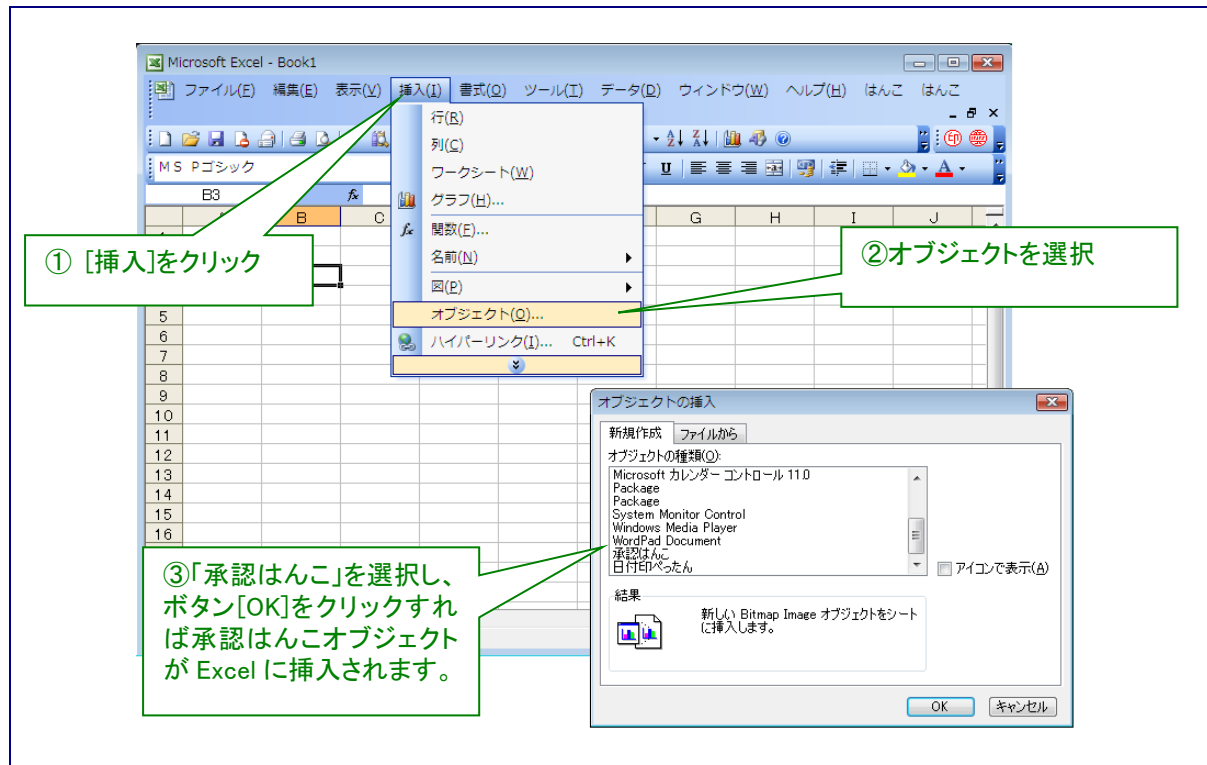 Microsoft Excel - Book1
ファイル(F) 編集(E) 表示(V) 挿入(I) 書式(O) ツール(T) データ(D) ウィンドウ(W) ヘルプ(H) はんこ はんこ
行(R)
列(C)
ワークシート(W)
グラフ(H)...
関数(F)...
名前(N)
図(P)
オブジェクト(O)...
ハイパーリンク(I)... Ctrl+K
MS Pゴシック
B3
fx
B C G H I J
① [挿入]をクリック
②オブジェクトを選択
5
6
7
8
9
10
11
12
13
14
15
16
オブジェクトの挿入
新規作成 ファイルから
オブジェクトの種類(O):
Microsoft カレンダー コントロール 11.0
Package
Package
System Monitor Control
Windows Media Player
WordPad Document
承認はんこ
日付印ぺったん
アイコンで表示(A)
結果
新しい Bitmap Image オブジェクトをシート
に挿入します。
OK キャンセル
③「承認はんこ」を選択し、
ボタン[OK]をクリックすれ
ば承認はんこオブジェクト
が Excel に挿入されます。